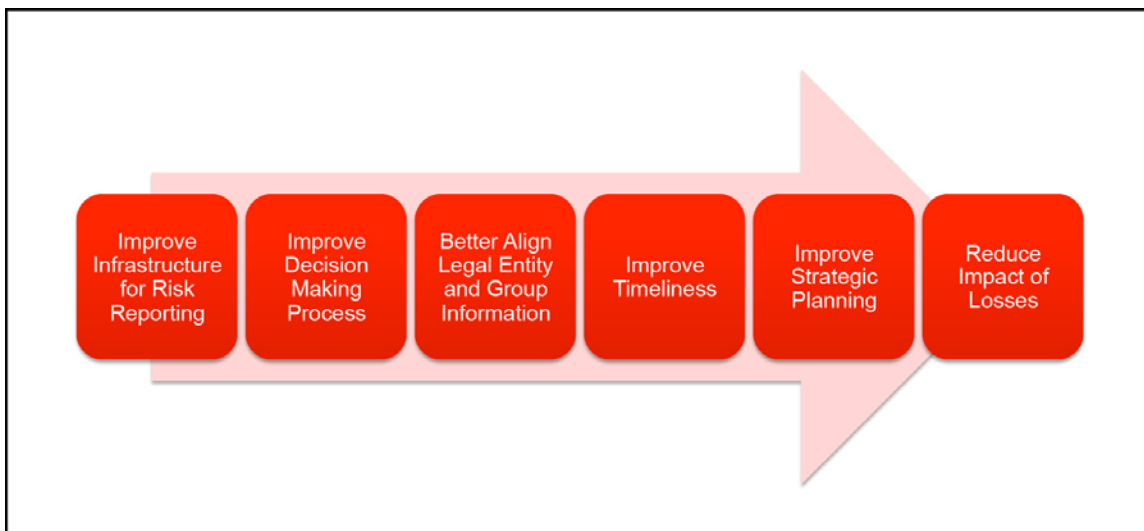 Improve
Infrastructure
for Risk
Reporting
Improve
Decision
Making
Process
Better Align
Legal Entity
and Group
Information
Improve
Timeliness
Improve
Strategic
Planning
Reduce
Impact of
Losses